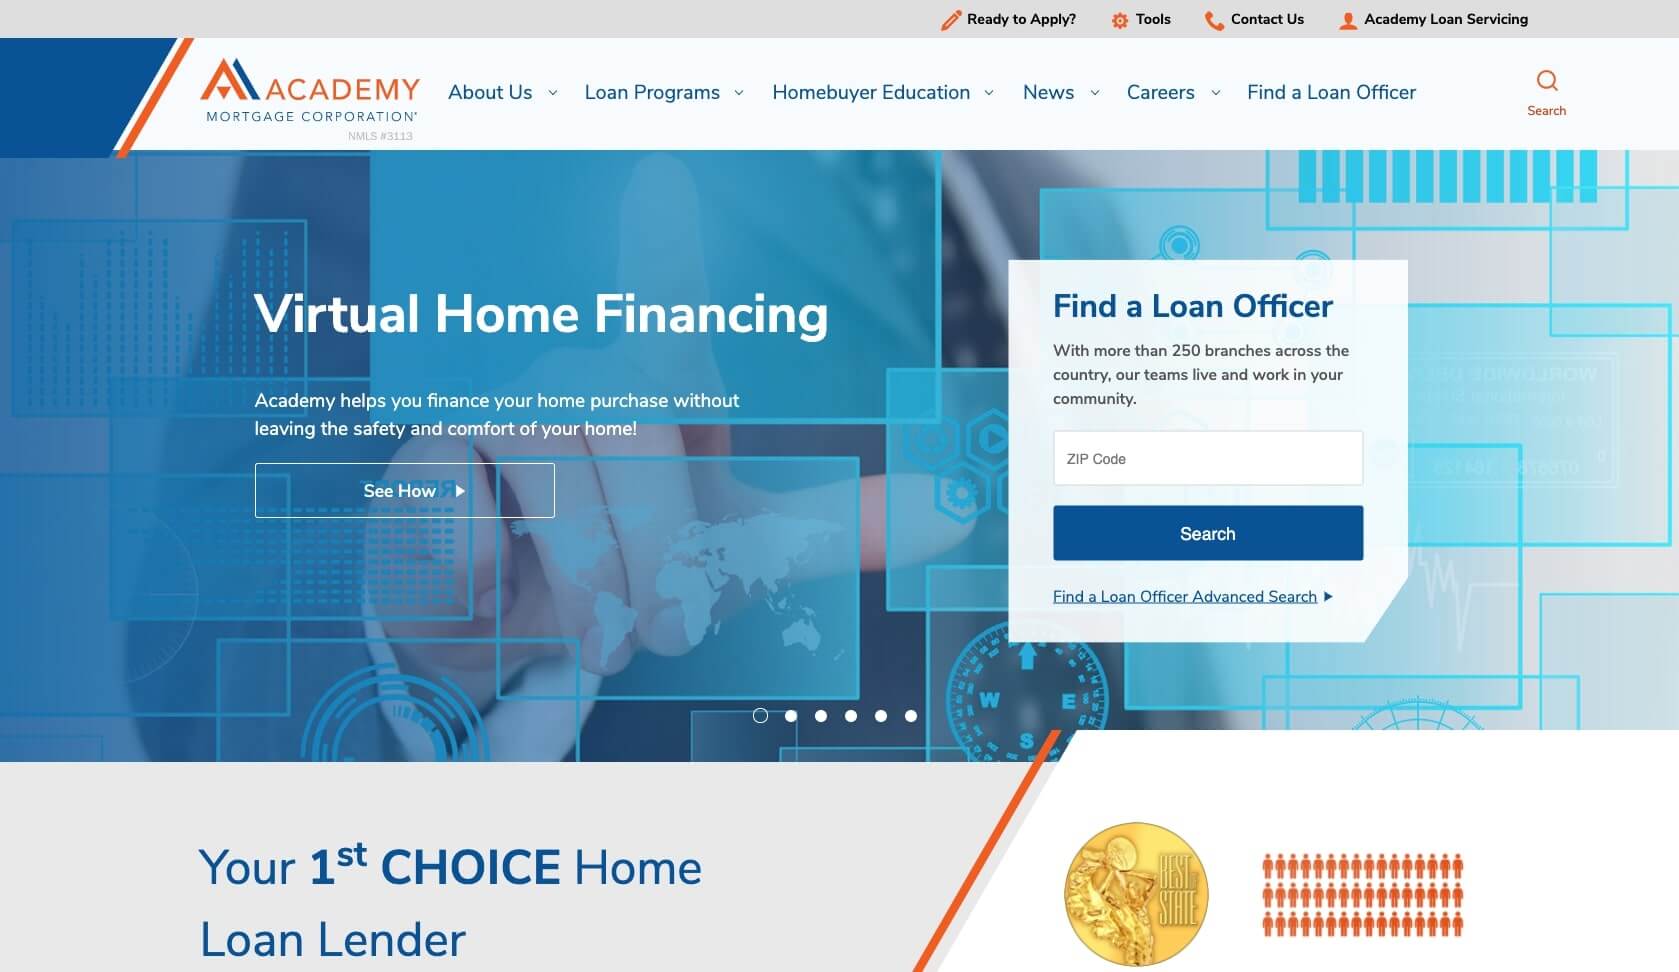 Ready to Apply?
Tools
Contact Us
Academy Loan Servicing
ACADEMY
MORTGAGE CORPORATION
NMLS #3113
About Us
Loan Programs
Homebuyer Education
News
Careers
Find a Loan Officer
Search
Virtual Home Financing
Academy helps you finance your home purchase without
leaving the safety and comfort of your home!
See How
Find a Loan Officer
With more than 250 branches across the
country, our teams live and work in your
community.
ZIP Code
Search
Find a Loan Officer Advanced Search
W
E
S
Your 1st CHOICE Home
Loan Lender
BEST OF
STATE